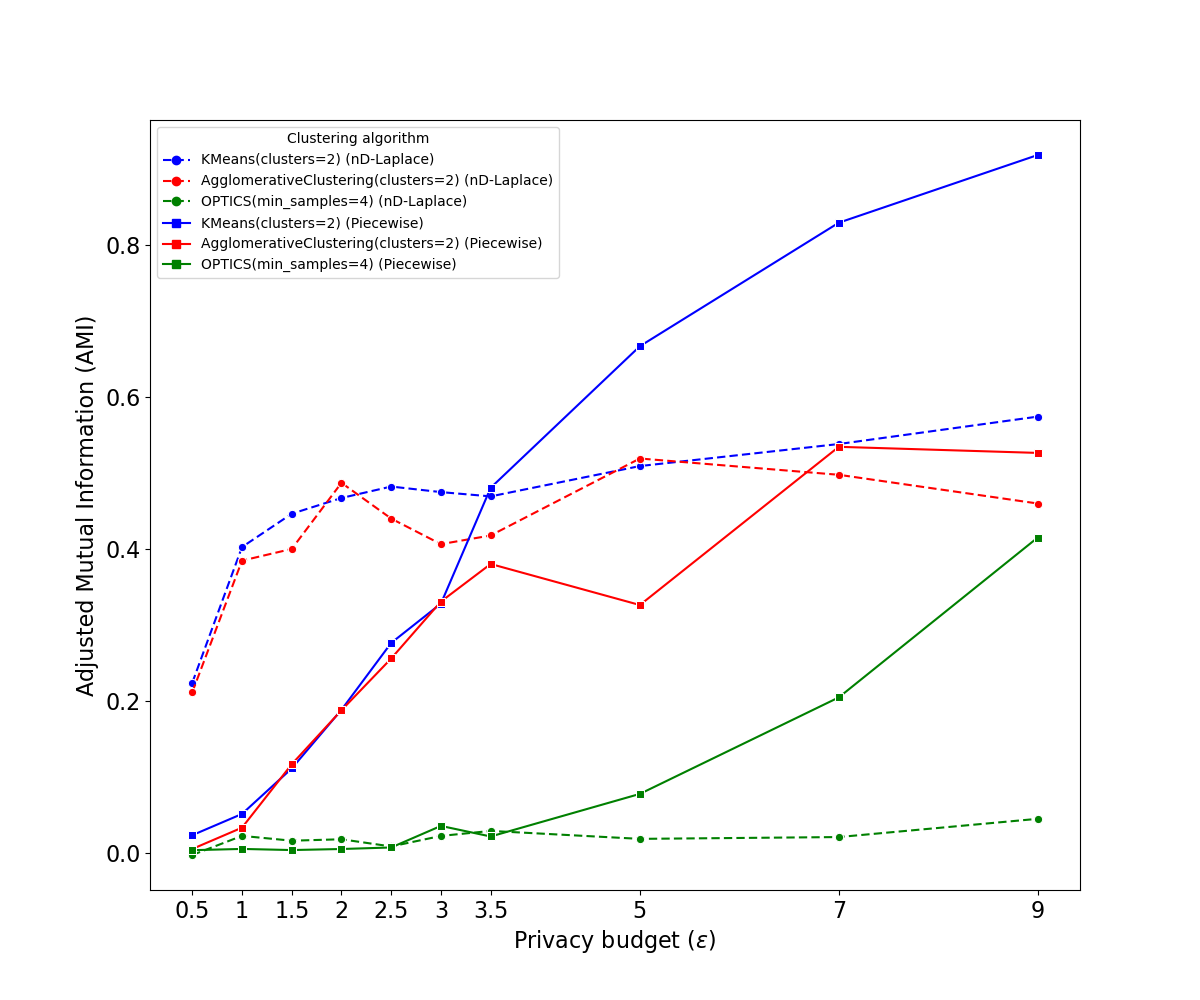 Clustering algorithm
KMeans(clusters=2) (nD-Laplace)
AgglomerativeClustering(clusters=2) (nD-Laplace)
OPTICS(min_samples=4) (nD-Laplace)
KMeans(clusters=2) (Piecewise)
AgglomerativeClustering(clusters=2) (Piecewise)
OPTICS(min_samples=4) (Piecewise)
Adjusted Mutual Information (AMI)
0.8
0.6
0.4
0.2
0.0
0.5 1 1.5 2 2.5 3 3.5 5 7 9
Privacy budget (ε)